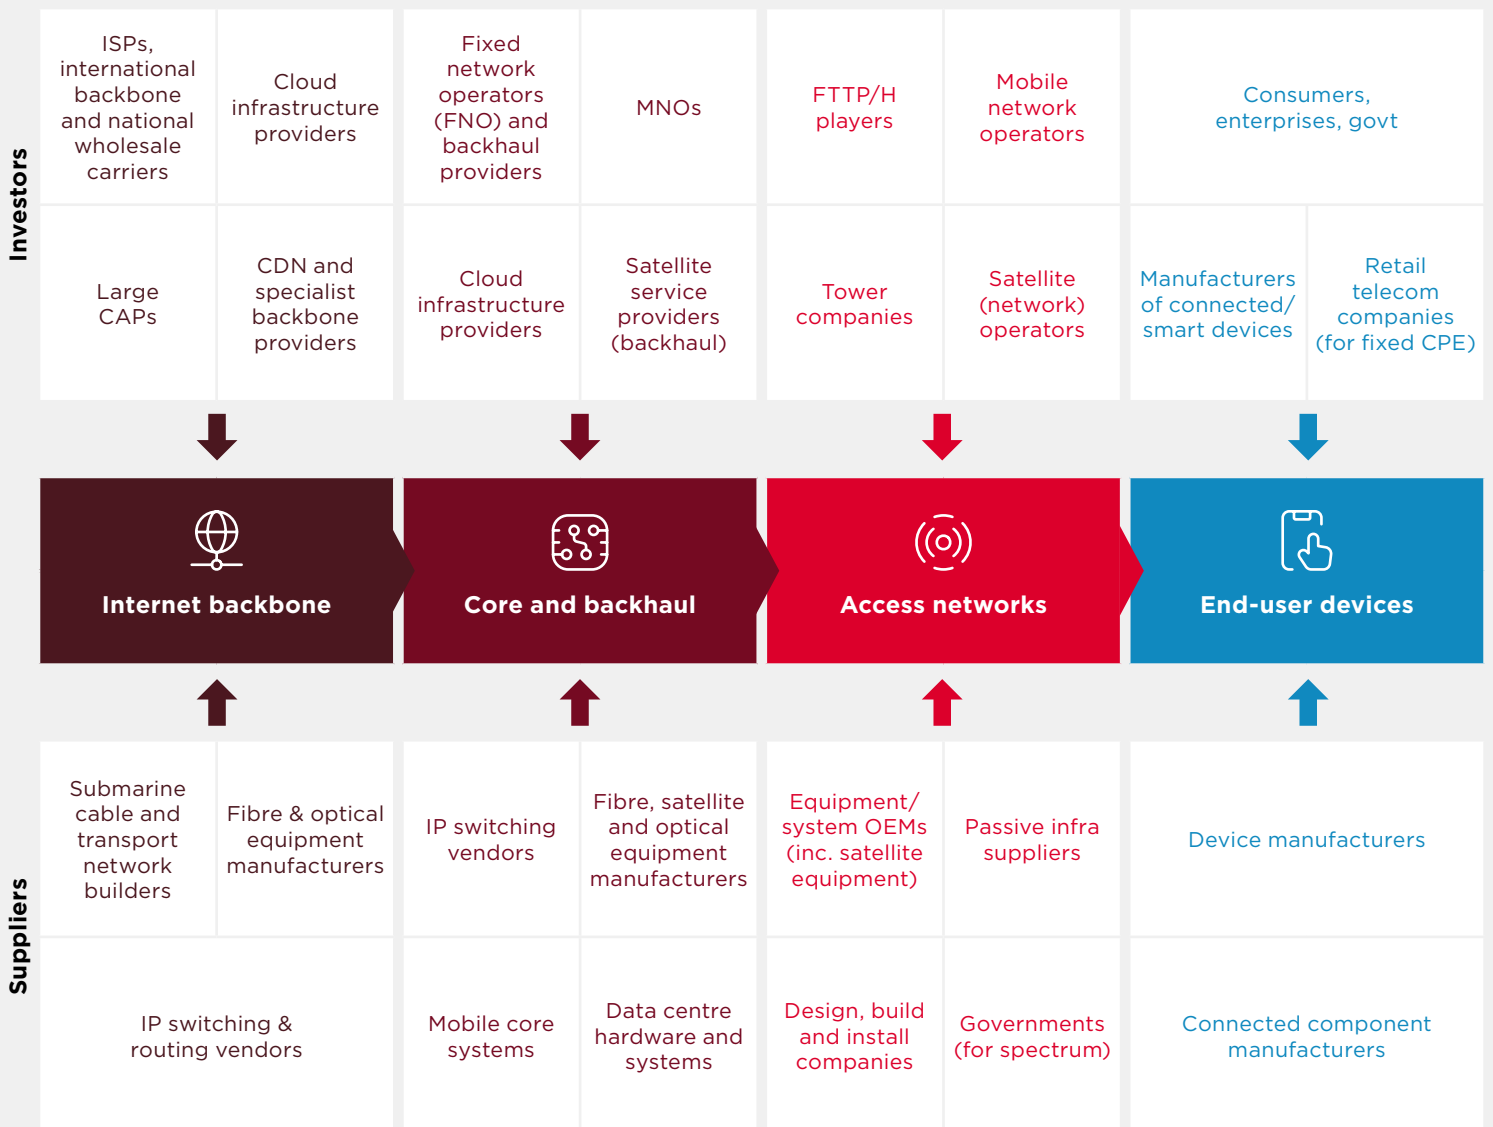 Investors
ISPs,
international
backbone
and national
wholesale
carriers
Cloud
infrastructure
providers
Fixed
network
operators
(FNO) and
backhaul
providers
MNOs
FTTP/H
players
Mobile
network
operators
Consumers,
enterprises, govt
Large
CAPs
CDN and
specialist
backbone
providers
Cloud
infrastructure
providers
Satellite
service
providers
(backhaul)
Tower
companies
Satellite
(network)
operators
Manufacturers
of connected/
smart devices
Retail
telecom
companies
(for fixed CPE)
Internet backbone
Core and backhaul
Access networks
End-user devices
Suppliers
Submarine
cable and
transport
network
builders
Fibre & optical
equipment
manufacturers
IP switching
vendors
Fibre, satellite
and optical
equipment
manufacturers
Equipment/
system OEMs
(inc. satellite
equipment)
Passive infra
suppliers
Device manufacturers
IP switching &
routing vendors
Mobile core
systems
Data centre
hardware and
systems
Design, build
and install
companies
Governments
(for spectrum)
Connected component
manufacturers